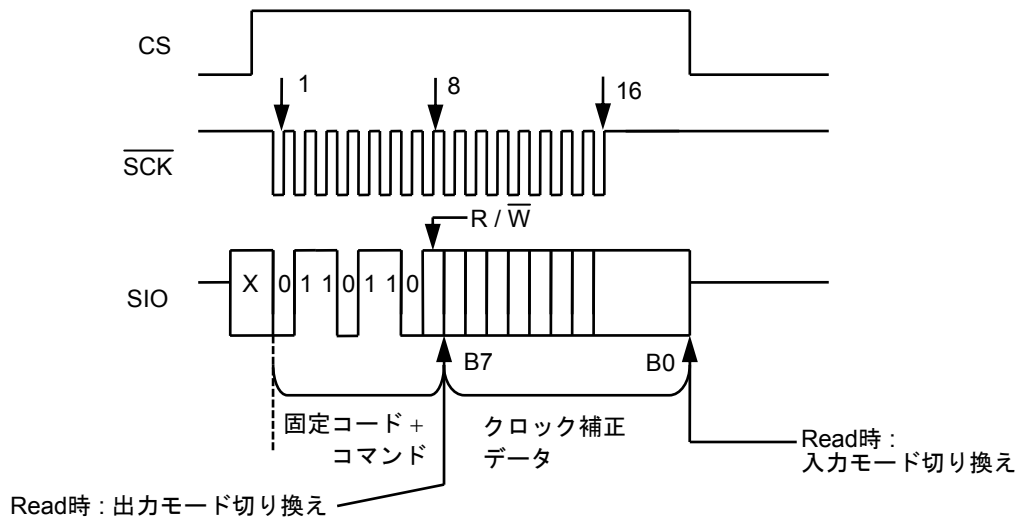 CS
1
8
16
SCK
R / W
X 0 1 1 0 1 1 0
SIO
B7
B0
固定コード +
コマンド
クロック補正
データ
Read時 :
入力モード切り換え
Read時 : 出力モード切り換え